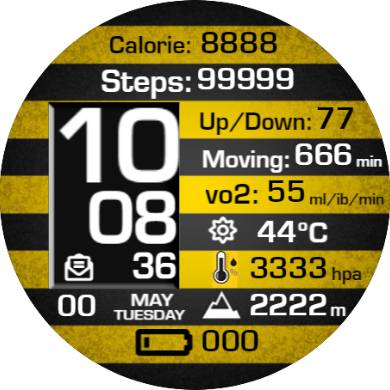 Calorie: 8888
Steps: 99999
10
08
36
Up/Down: 77
Moving: 666 min
vo2: 55 ml/ib/min
44°C
3333 hpa
00
MAY
TUESDAY
2222 m
000